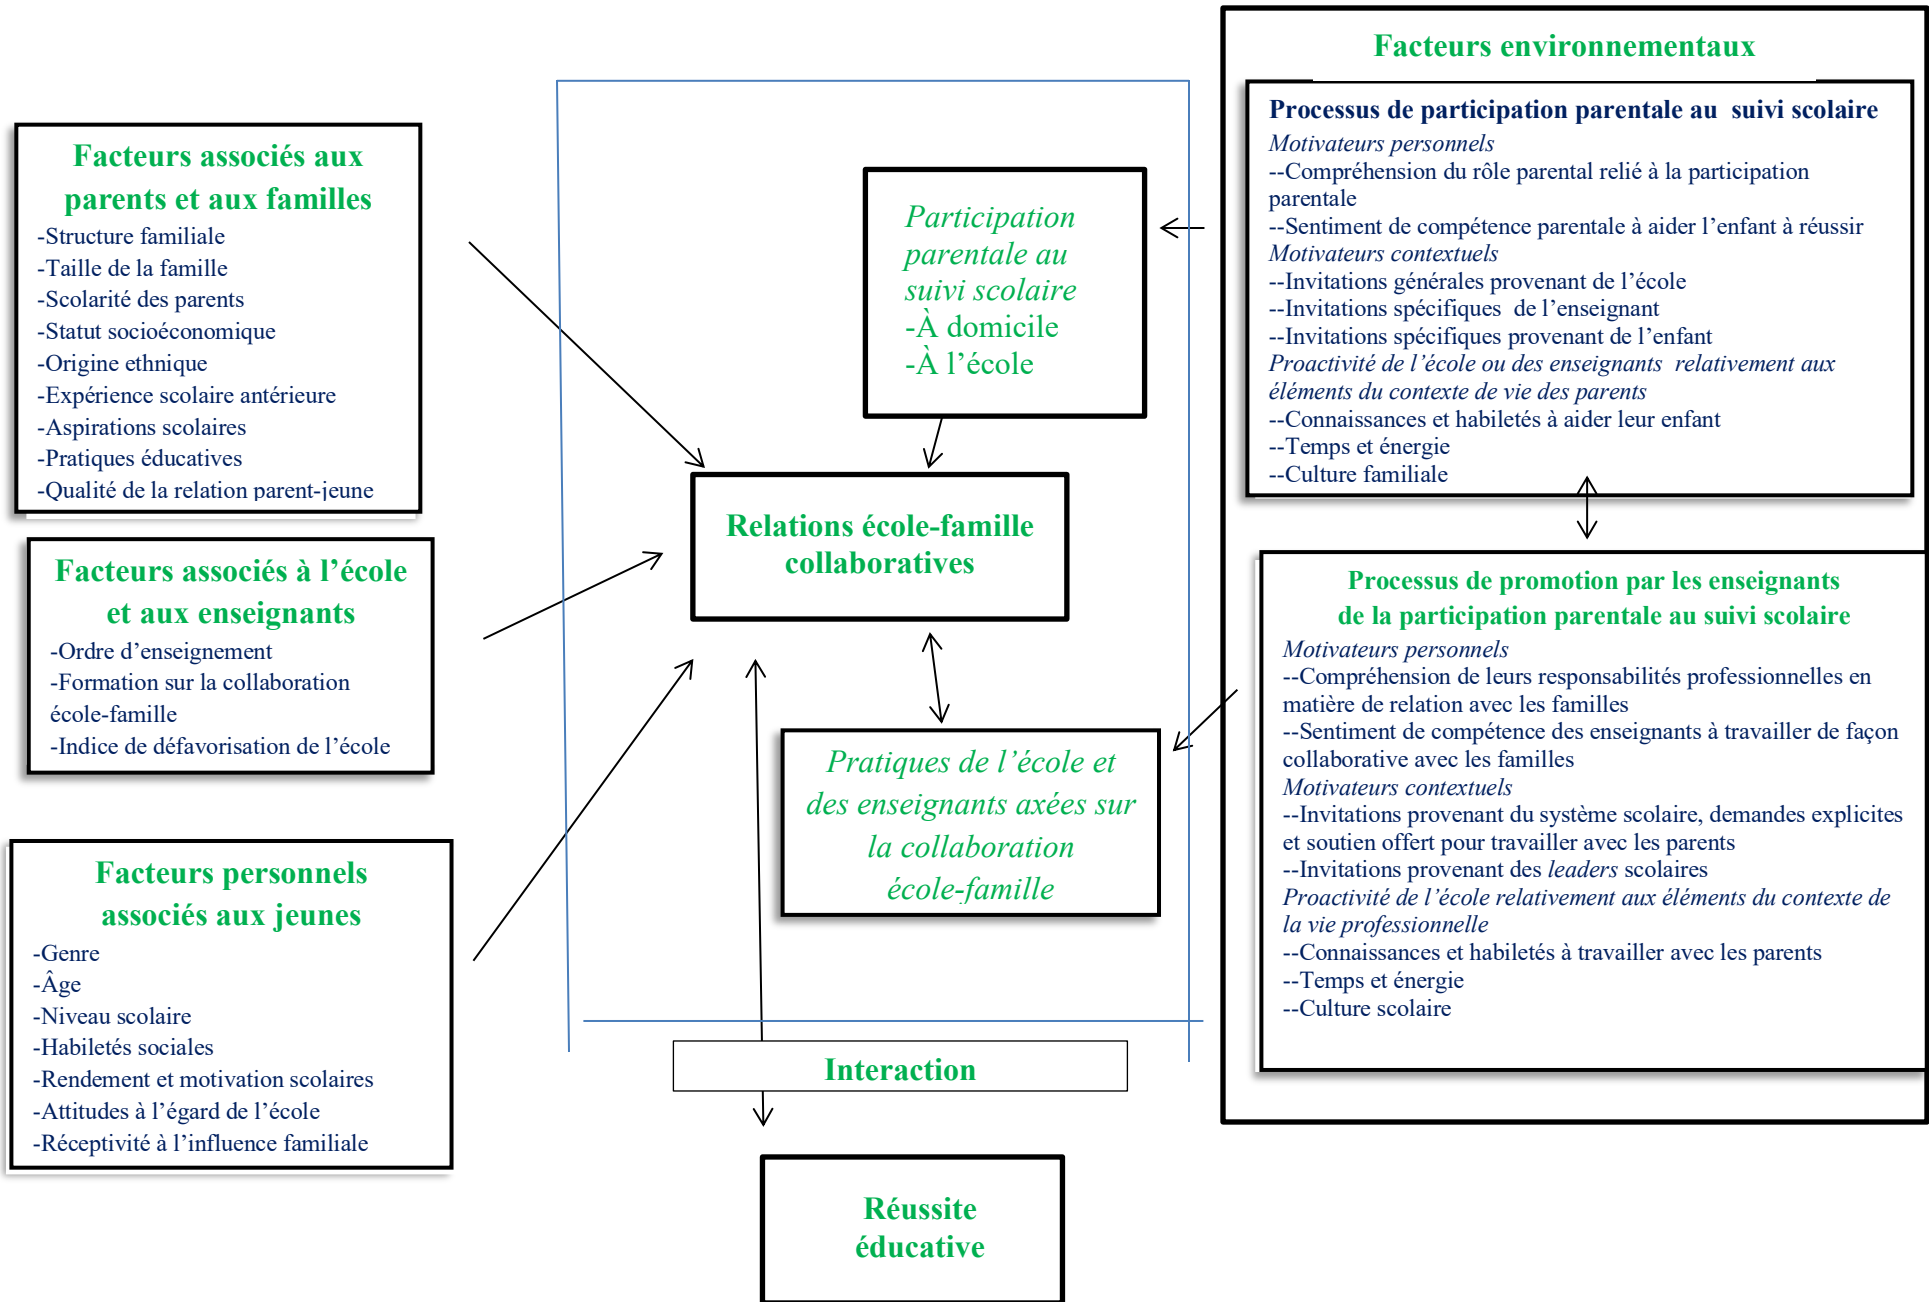 Facteurs associés aux
parents et aux familles
-Structure familiale
-Taille de la famille
-Scolarité des parents
-Statut socioéconomique
-Origine ethnique
-Expérience scolaire antérieure
-Aspirations scolaires
-Pratiques éducatives
-Qualité de la relation parent-jeune
Facteurs associés à l’école
et aux enseignants
-Ordre d’enseignement
-Formation sur la collaboration
école-famille
-Indice de défavorisation de l’école
Facteurs personnels
associés aux jeunes
-Genre
-Âge
-Niveau scolaire
-Habiletés sociales
-Rendement et motivation scolaires
-Attitudes à l’égard de l’école
-Réceptivité à l’influence familiale
Participation
parentale au
suivi scolaire
-À domicile
-À l’école
Relations école-famille
collaboratives
Pratiques de l’école et
des enseignants axées sur
la collaboration
école-famille
Interaction
Réussite
éducative
Facteurs environnementaux
Processus de participation parentale au  suivi scolaire
Motivateurs personnels
--Compréhension du rôle parental relié à la participation
parentale
--Sentiment de compétence parentale à aider l’enfant à réussir
Motivateurs contextuels
--Invitations générales provenant de l’école
--Invitations spécifiques  de l’enseignant
--Invitations spécifiques provenant de l’enfant
Proactivité de l’école ou des enseignants  relativement aux
éléments du contexte de vie des parents
--Connaissances et habiletés à aider leur enfant
--Temps et énergie
--Culture familiale
Processus de promotion par les enseignants
de la participation parentale au suivi scolaire
Motivateurs personnels
--Compréhension de leurs responsabilités professionnelles en
matière de relation avec les familles
--Sentiment de compétence des enseignants à travailler de façon
collaborative avec les familles
Motivateurs contextuels
--Invitations provenant du système scolaire, demandes explicites
et soutien offert pour travailler avec les parents
--Invitations provenant des leaders scolaires
Proactivité de l’école relativement aux éléments du contexte de
la vie professionnelle
--Connaissances et habiletés à travailler avec les parents
--Temps et énergie
--Culture scolaire